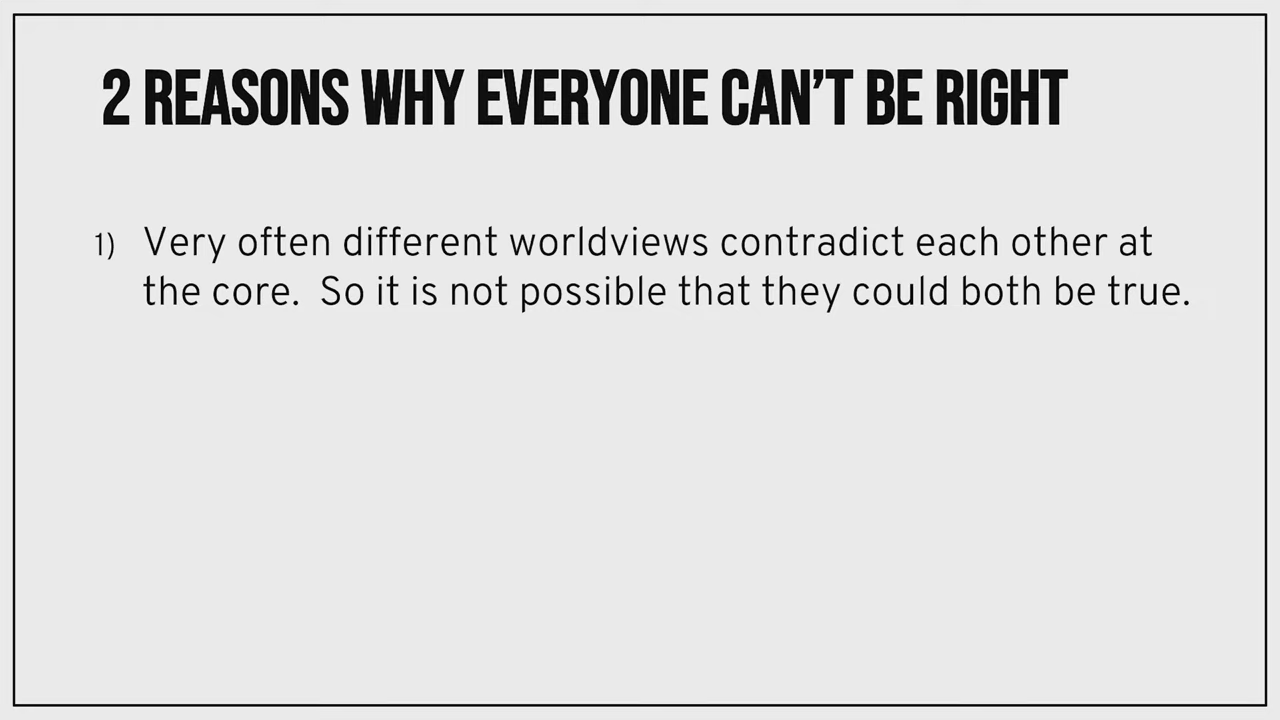 2 REASONS WHY EVERYONE CAN'T BE RIGHT
1) Very often different worldviews contradict each other at
the core.  So it is not possible that they could both be true.